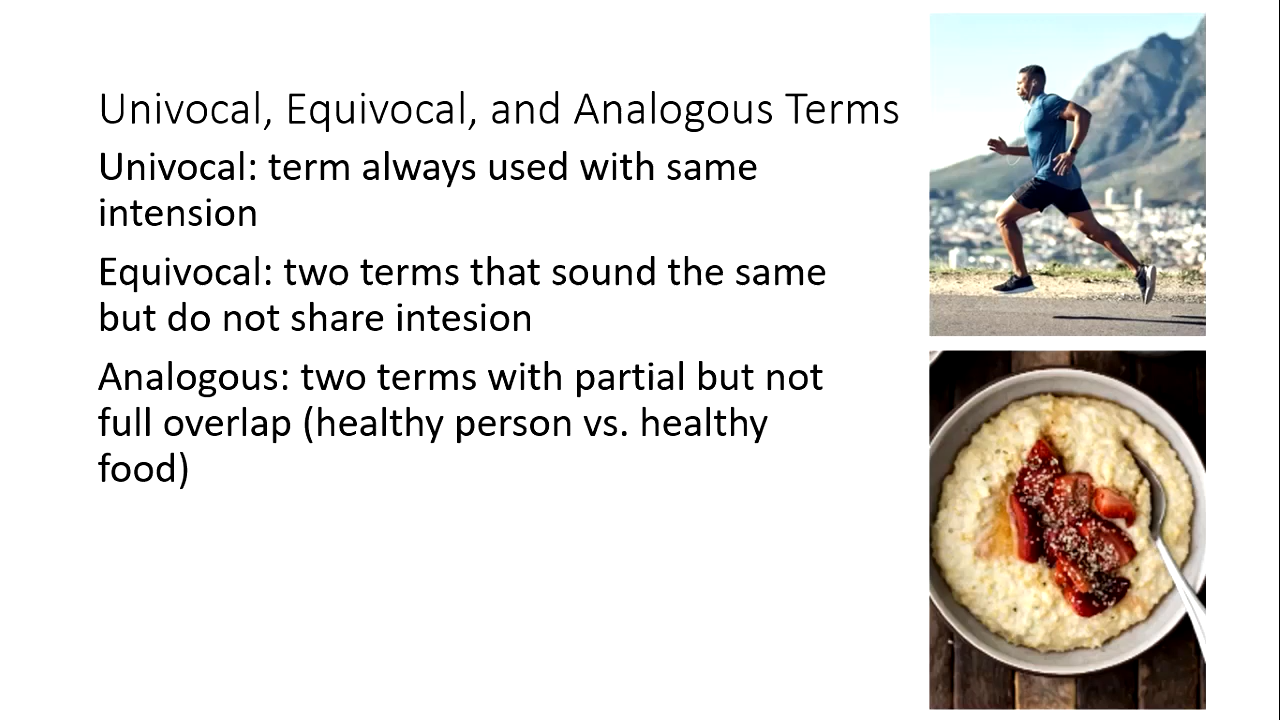 Univocal, Equivocal, and Analogous Terms
Univocal: term always used with same
intension
Equivocal: two terms that sound the same
but do not share intesion
Analogous: two terms with partial but not
full overlap (healthy person vs. healthy
food)